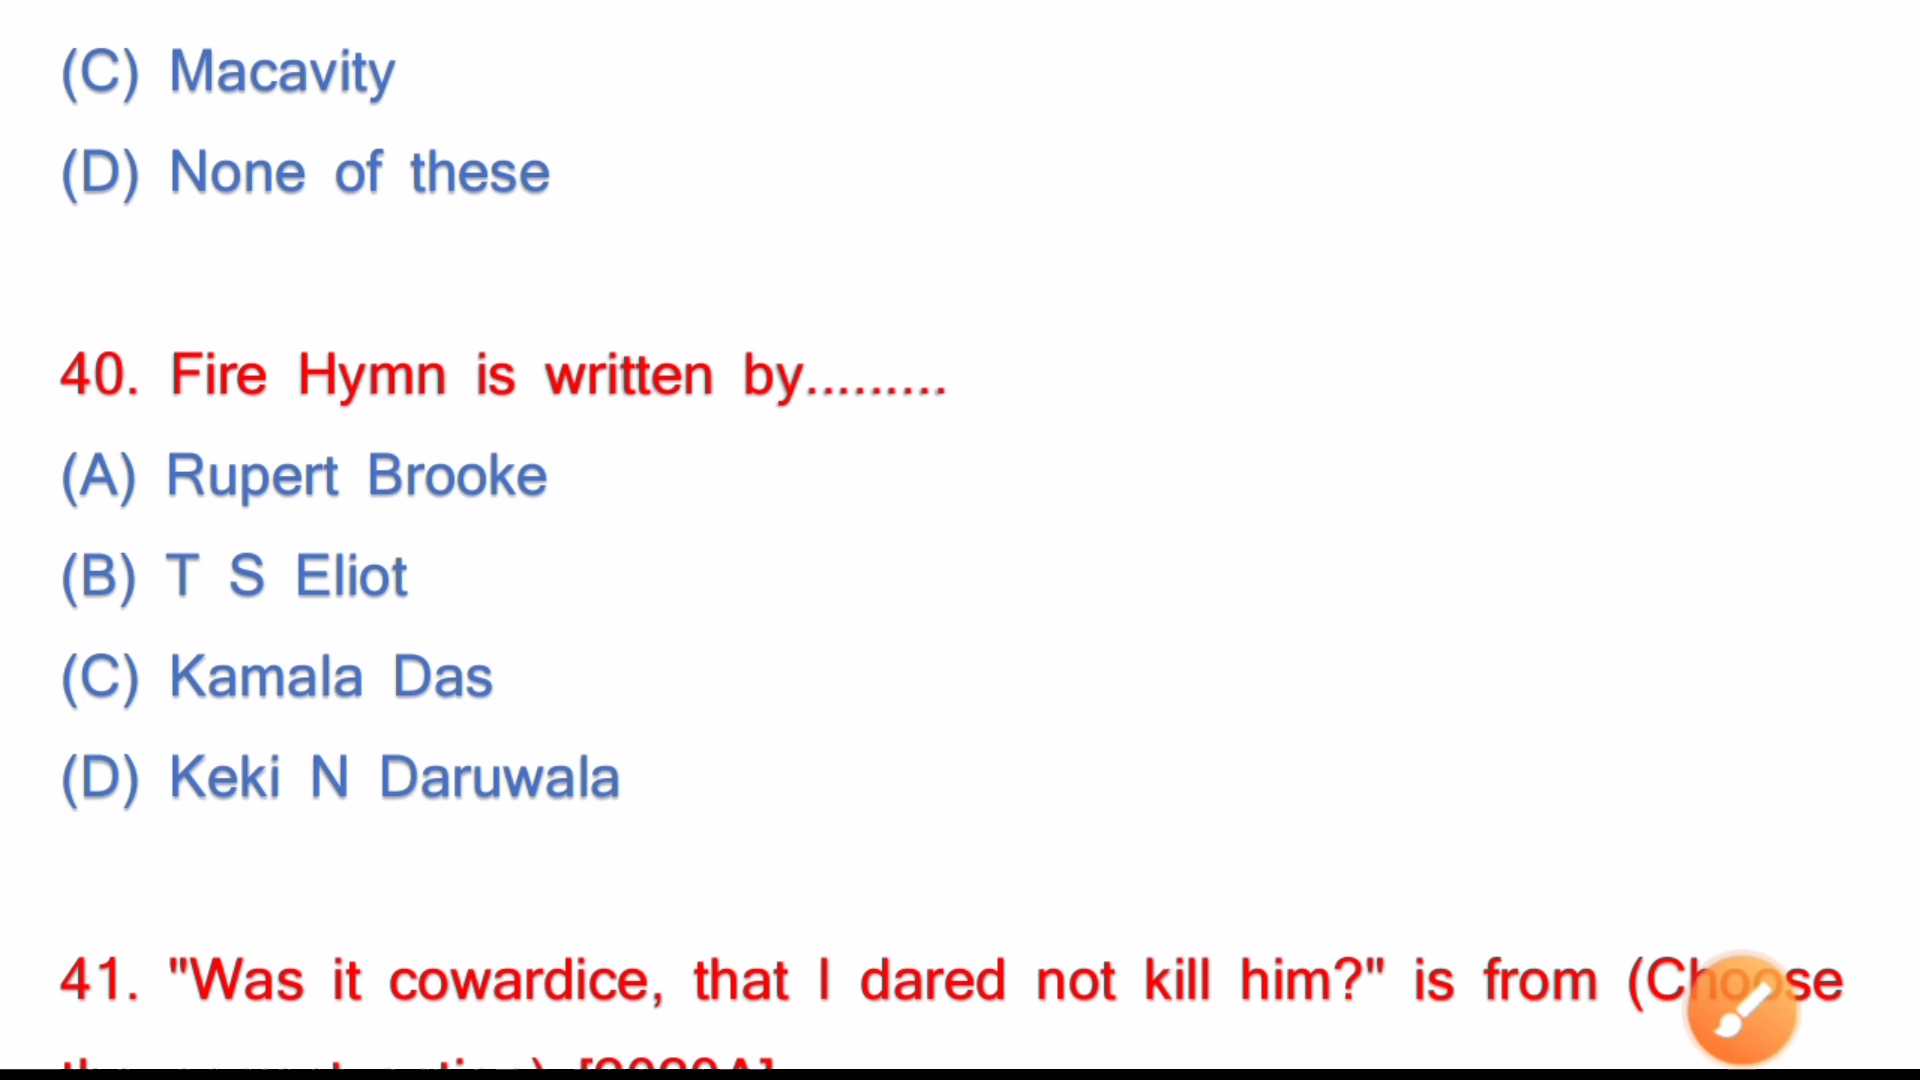 (C) Macavity
(D) None of these
40. Fire Hymn is written by.........
(A) Rupert Brooke
(B) T S Eliot
(C) Kamala Das
(D) Keki N Daruwala
41. "Was it cowardice, that I dared not kill him?" is from (Choose